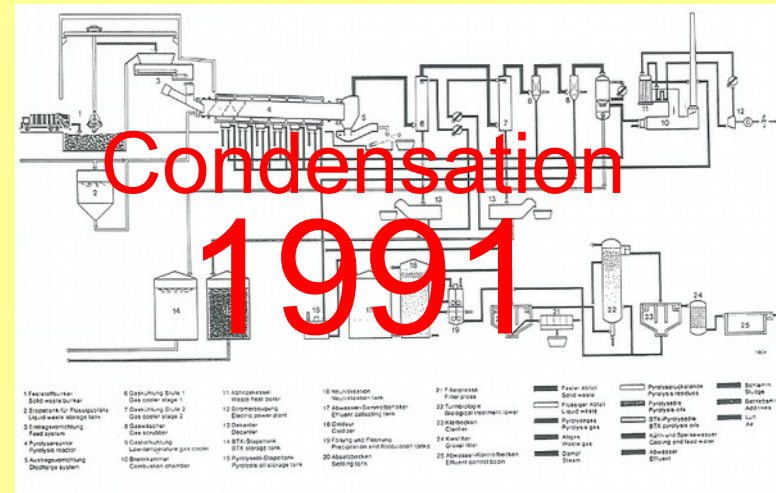 Condensation
1991
1 Feststoffbunker
Solid waste bunker
2 Stapeltank für Flüssigabfälle
Liquid waste storage tank
3 Eintragsvorrichtung
Feed system
4 Pyrolysereaktor
Pyrolysis reactor
5 Austragsvorrichtung
Discharge system
6 Gaskühlung Stufe 1
Gas cooler stage 1
7 Gaskühlung Stufe 2
Gas cooler stage 2
8 Gaswäscher
Gas scrubber
9 Gastiefkühlung
Low-temperature gas cooler
10 Brennkammer
Combustion chamber
11 Abhitzekessel
Waste heat boiler
12 Stromerzeugung
Electric power plant
13 Dekanter
Decanter
14 BTX-Stapeltank
BTX storage tank
15 Pyrolyseöl-Stapeltank
Pyrolysis oil storage tank
16 Neutralisation
Neutralization tank
17 Abwasser-Sammelbehälter
Effluent collecting tank
18 Oxidator
Oxidizer
19 Fällung und Flockung
Precipitation and flocculation tanks
20 Absetzbecken
Settling tank
21 Filterpresse
Filter press
22 Turmbiologie
Biological treatment tower
23 Klärbecken
Clarifier
24 Kiesfilter
Gravel filter
25 Abwasser-Kontrollbecken
Effluent control basin
Fester Abfall
Solid waste
Flüssiger Abfall
Liquid waste
Pyrolysegas
Pyrolysis gas
Abgas
Waste gas
Dampf
Steam
Pyrolyserückstände
Pyrolysis residues
Pyrolyseöle
Pyrolysis oils
BTX-Pyrolyseöle
BTX pyrolysis oils
Kühl- und Speisewasser
Cooling and feed water
Abwasser
Effluent
Schlamm
Sludge
Additives
Luft
Air